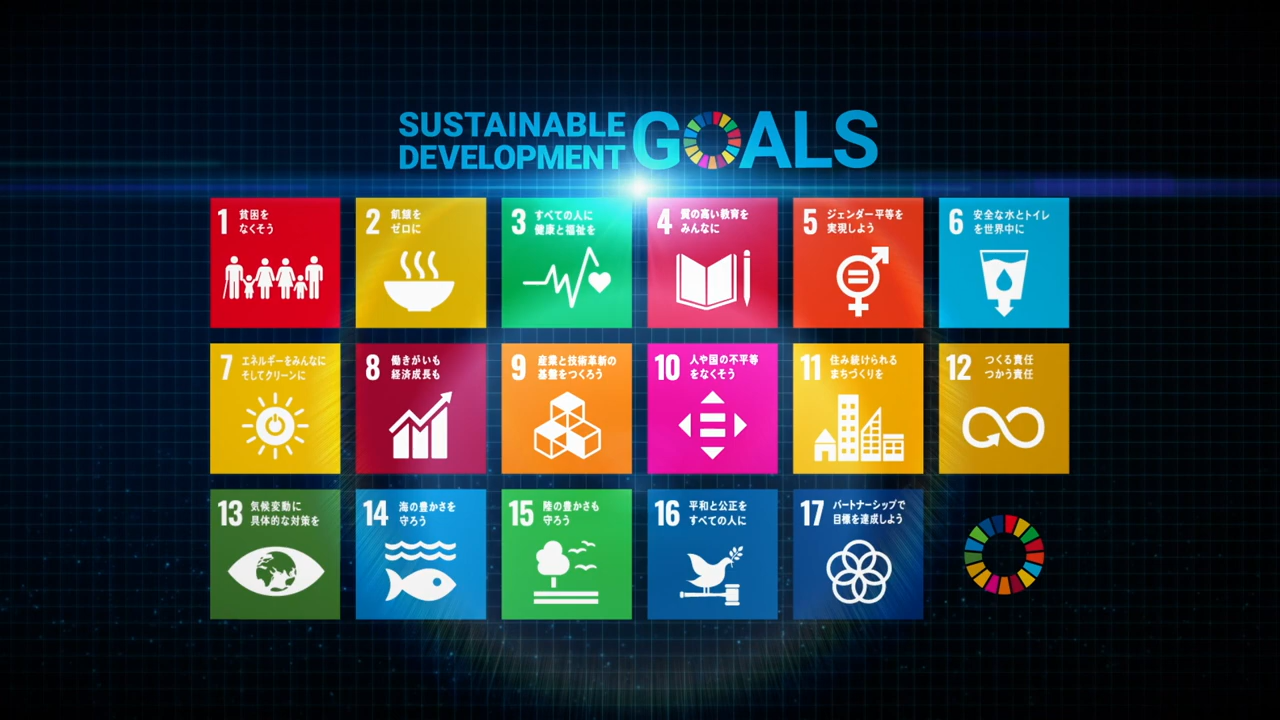 SUSTAINABLE
DEVELOPMENT
GOALS
1 貧困を
なくそう
2 飢餓を
ゼロに
3 すべての人に
健康と福祉を
4 質の高い教育を
みんなに
5 ジェンダー平等を
実現しよう
6 安全な水とトイレ
を世界中に
7 エネルギーをみんなに
そしてクリーンに
8 働きがいも
経済成長も
9 産業と技術革新の
基盤をつくろう
10 人や国の不平等
をなくそう
11 住み続けられる
まちづくりを
12 つくる責任
つかう責任
13 気候変動に
具体的な対策を
14 海の豊かさを
守ろう
15 陸の豊かさも
守ろう
16 平和と公正を
すべての人に
17 パートナーシップで
目標を達成しよう